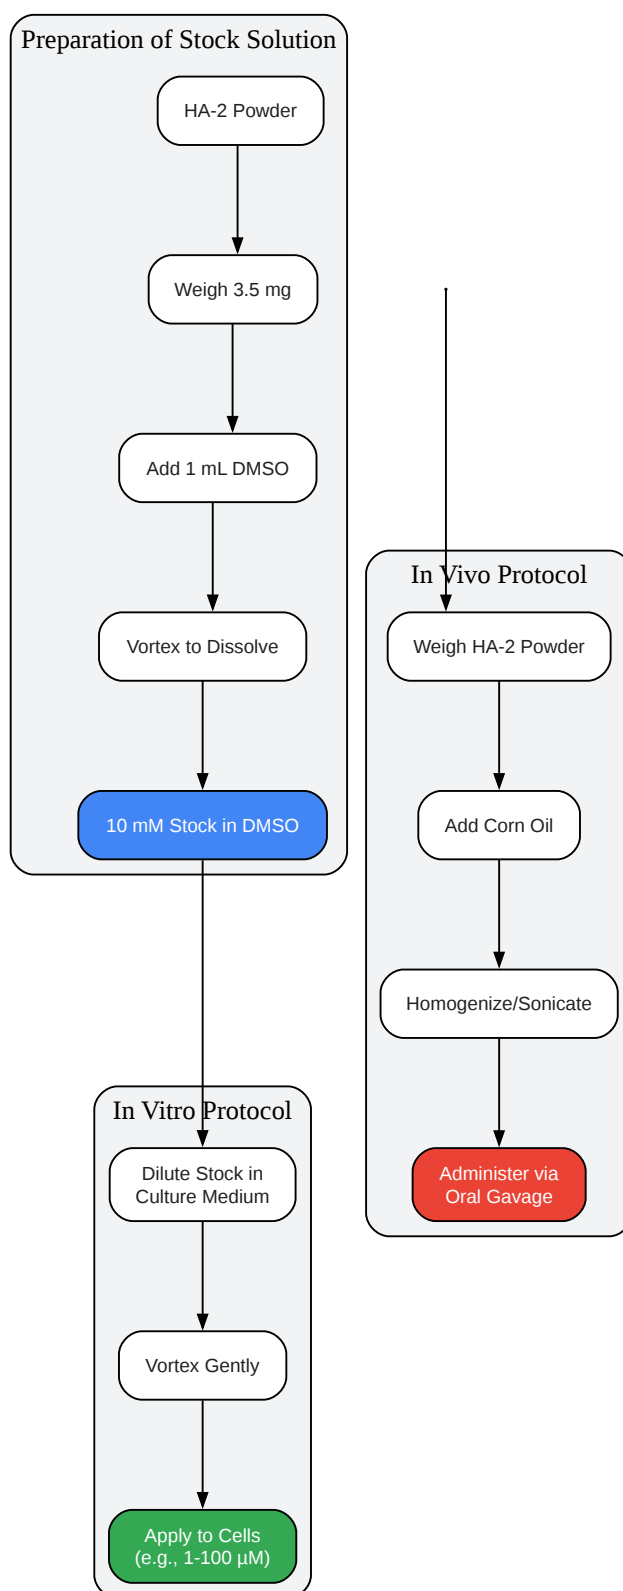 Preparation of Stock Solution
HA-2 Powder
Weigh 3.5 mg
Add 1 mL DMSO
Vortex to Dissolve
10 mM Stock in DMSO
In Vivo Protocol
Weigh HA-2 Powder
Add Corn Oil
Homogenize/Sonicate
Administer via
Oral Gavage
In Vitro Protocol
Dilute Stock in
Culture Medium
Vortex Gently
Apply to Cells
(e.g., 1-100 µM)